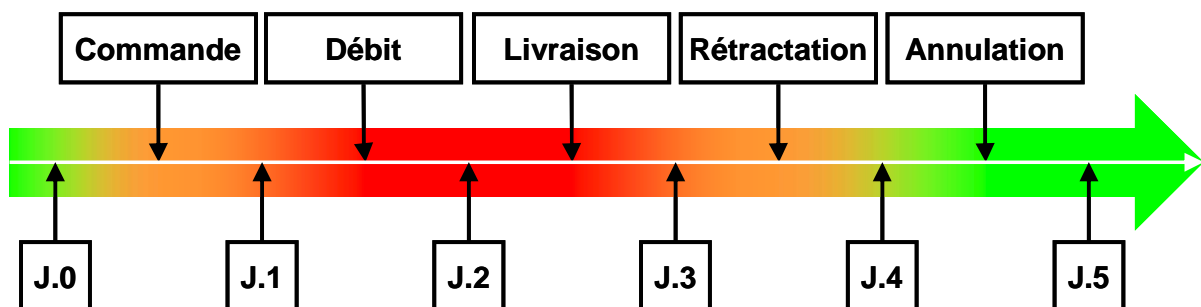 Commande
Débit
Livraison
Rétractation
Annulation
J.0
J.1
J.2
J.3
J.4
J.5